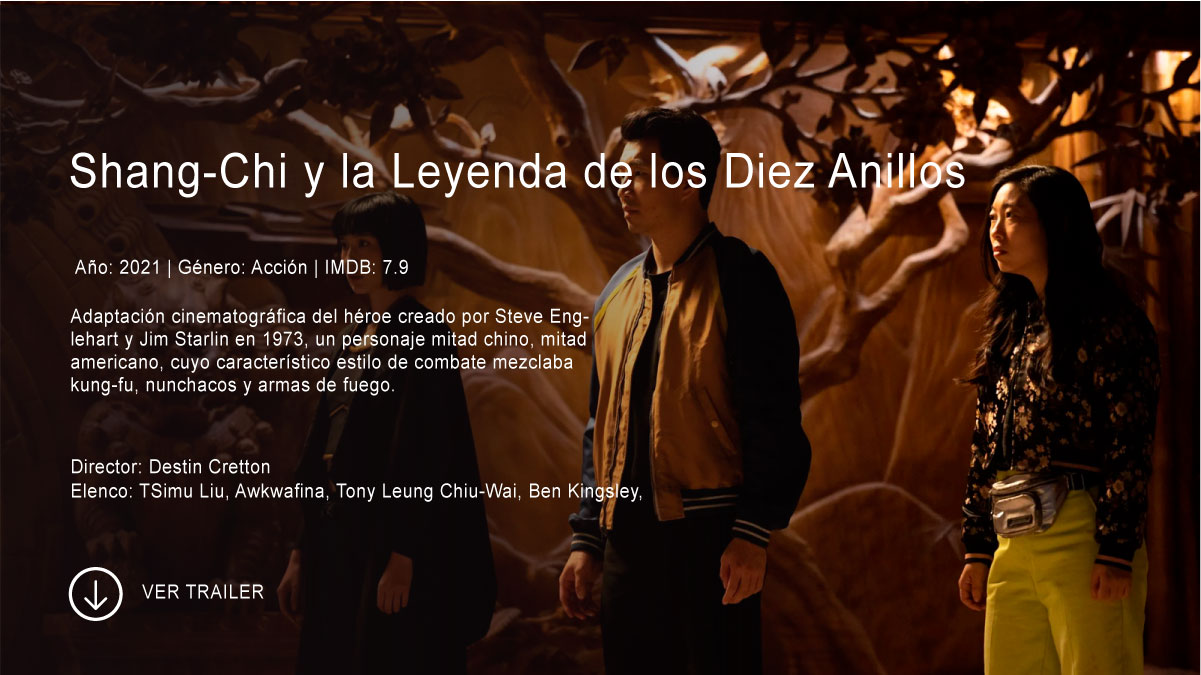 Shang-Chi y la Leyenda de los Diez Anillos
Año: 2021 | Género: Acción | IMDB: 7.9
Adaptación cinematográfica del héroe creado por Steve Eng-
lehart y Jim Starlin en 1973, un personaje mitad chino, mitad
americano, cuyo característico estilo de combate mezclaba
kung-fu, nunchacos y armas de fuego.
Director: Destin Cretton
Elenco: TSimu Liu, Awkwafina, Tony Leung Chiu-Wai, Ben Kingsley,
VER TRAILER